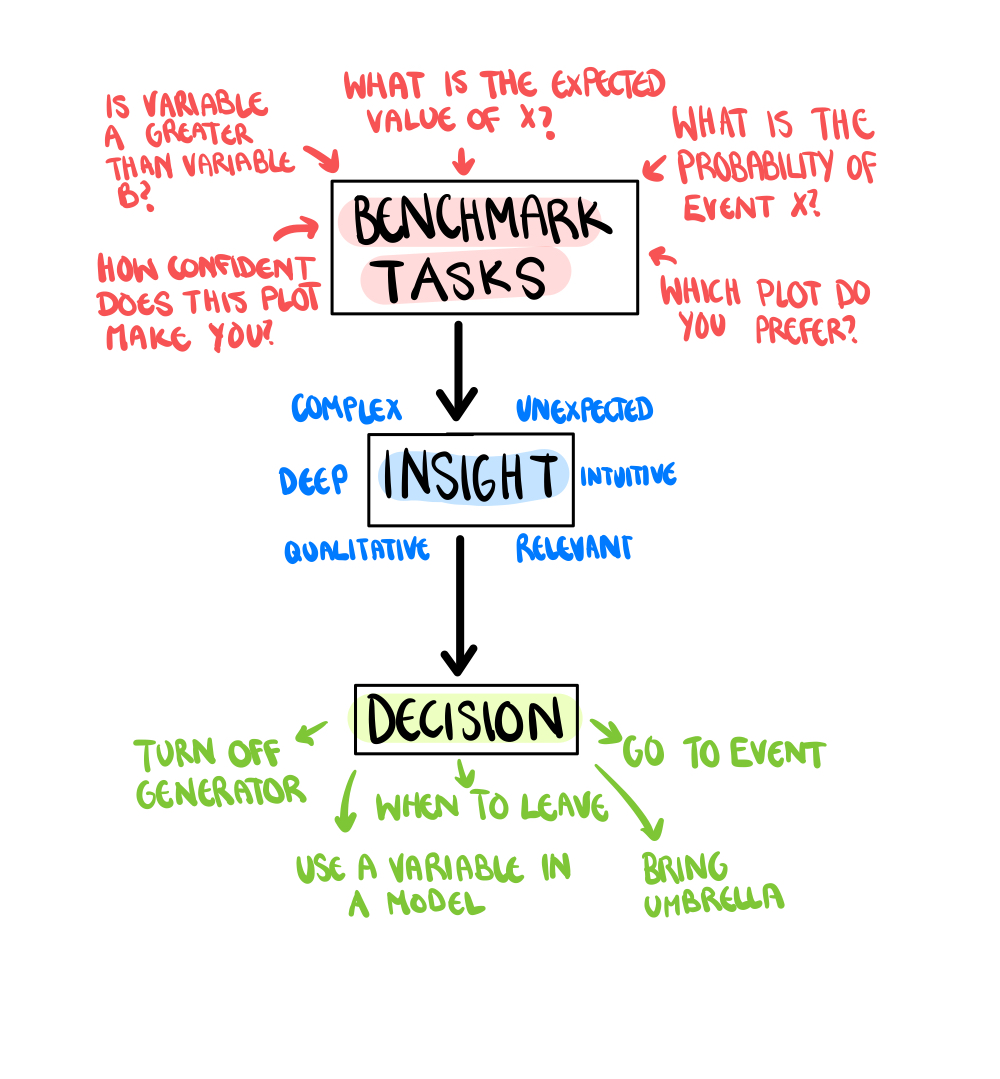 IS VARIABLE
A GREATER
THAN VARIABLE
B?
WHAT IS THE EXPECTED
VALUE OF X?
WHAT IS THE
PROBABILITY OF
EVENT X?
HOW CONFIDENT
DOES THIS PLOT
MAKE YOU?
BENCHMARK
TASKS
WHICH PLOT DO
YOU PREFER?
COMPLEX
UNEXPECTED
DEEP
INSIGHT
INTUITIVE
QUALITATIVE
RELEVANT
DECISION
TURN OFF
GENERATOR
WHEN TO LEAVE
GO TO EVENT
USE A VARIABLE IN
A MODEL
BRING
UMBRELLA